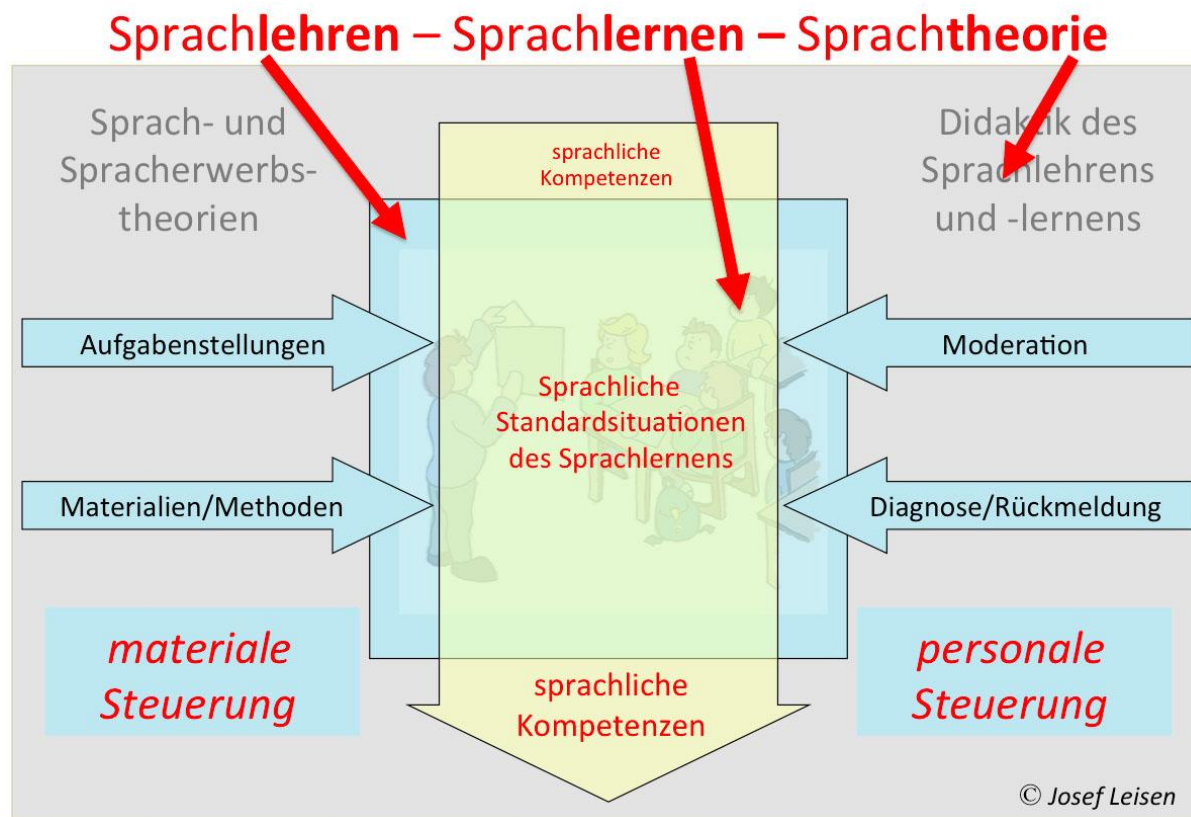 Sprachlehren – Sprachlernen – Sprachtheorie
Sprach- und
Spracherwerbs-
theorien
sprachliche
Kompetenzen
Didaktik des
Sprachlehrens
und -lernens
Aufgabenstellungen
Moderation
Sprachliche
Standardsituationen
des Sprachlernens
Materialien/Methoden
Diagnose/Rückmeldung
materiale
Steuerung
sprachliche
Kompetenzen
personale
Steuerung
© Josef Leisen